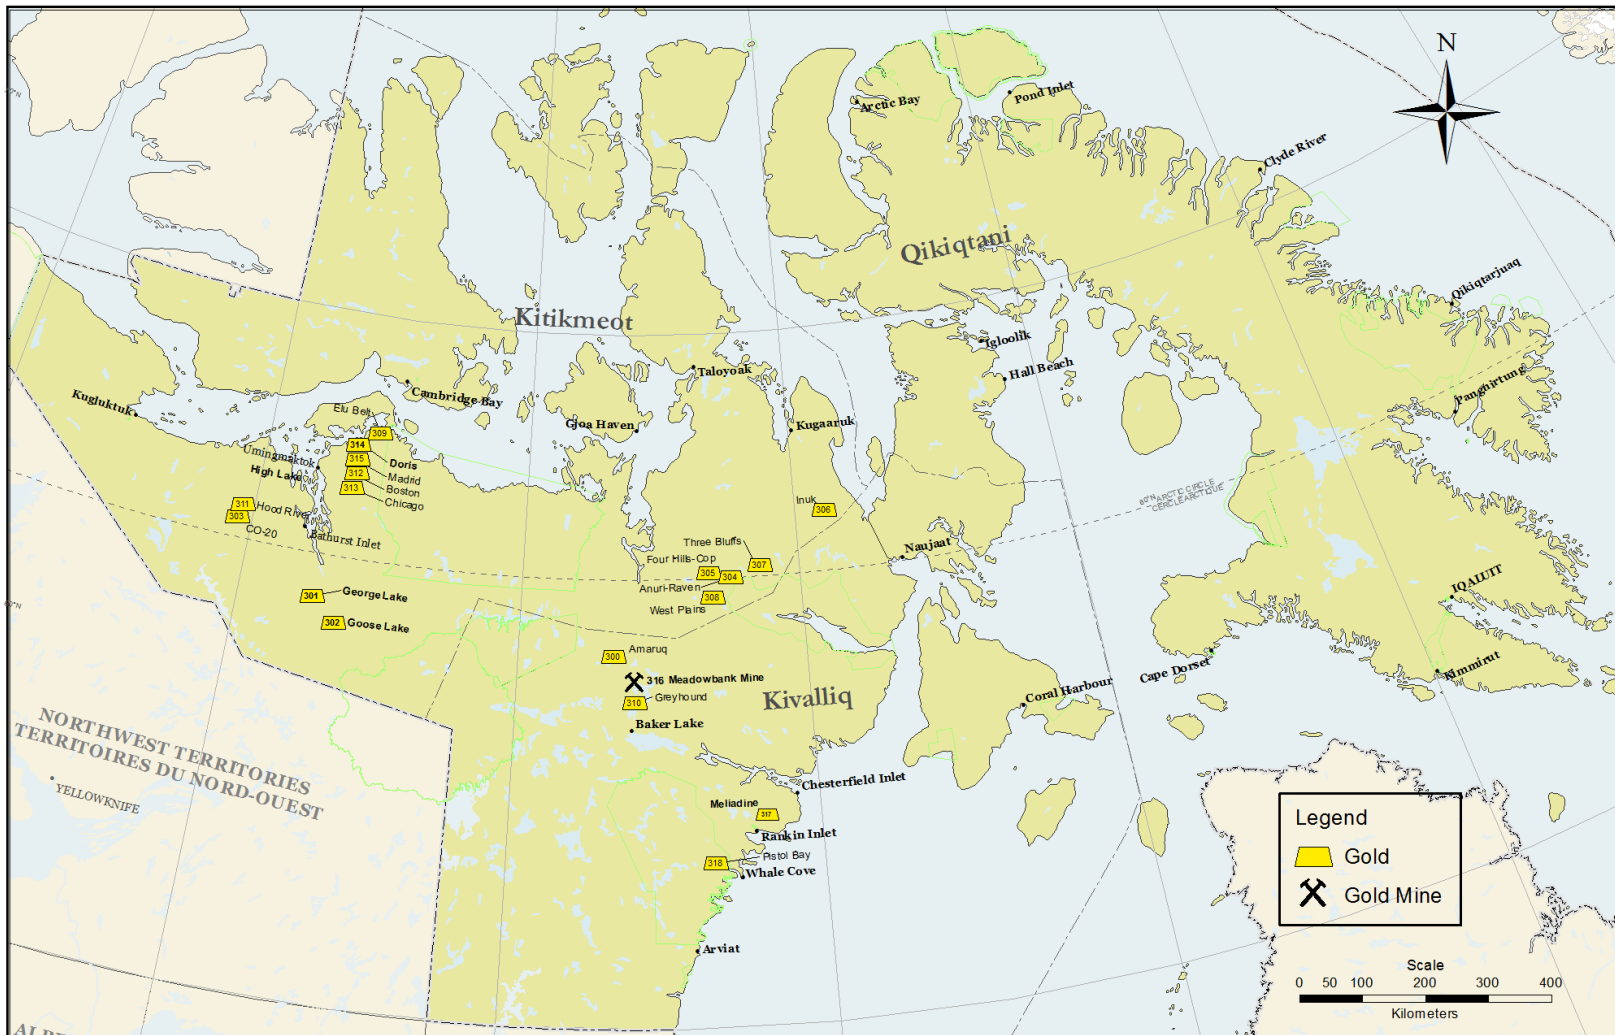 N
Arctic Bay
Pond Inlet
Clyde River
Qikiqtani
Qikiqtarjuaq
Kitikmeot
Igloolik
Hall Beach
Taloyoak
Pangnirtung
Cambridge Bay
Kugluktuk
Elu Belt
309
Gjoa Haven
Kugaaruk
314
Doris
Umingmaktok
315
High Lake
312
Madrid
Boston
313
Chicago
311
Hood River
303
CO-20
Bathurst Inlet
Inuk
306
ARCTIC CIRCLE
CERCLE ARCTIQUE
Three Bluffs
307
Naujaat
Four Hills-Cop
305
304
Anuri-Raven
308
West Plains
301
George Lake
302
Goose Lake
IQALUIT
Amaruq
300
316 Meadowbank Mine
Greyhound
310
Kivalliq
Cape Dorset
Kimmirut
Coral Harbour
Baker Lake
NORTHWEST TERRITORIES
TERRITOIRES DU NORD-OUEST
YELLOWKNIFE
Chesterfield Inlet
Meliadine
317
Rankin Inlet
318
Pistol Bay
Whale Cove
Arviat
Legend
Gold
Gold Mine
Scale
0 50 100 200 300 400
Kilometers